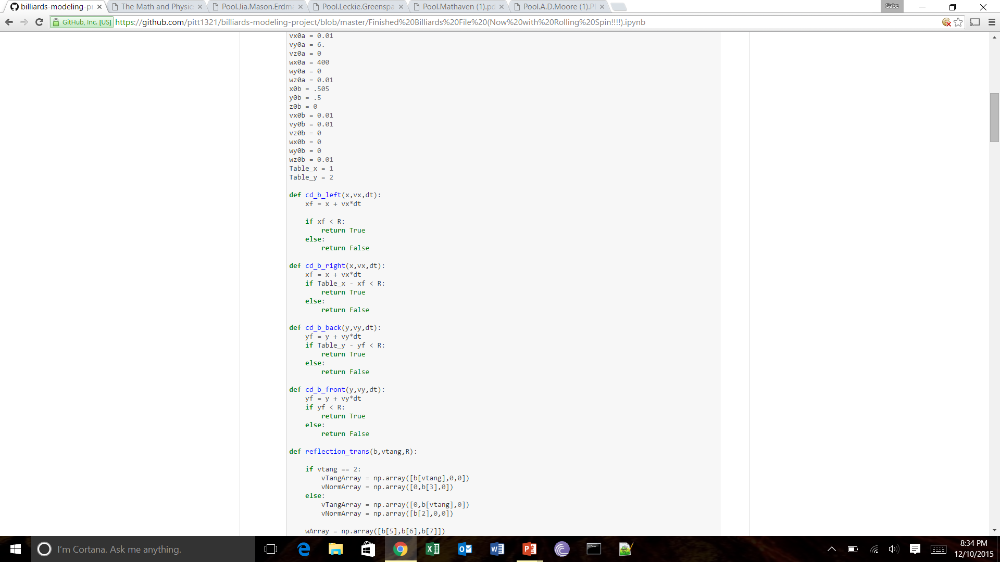 billiards-modeling-pr
The Math and Physic
Pool.Jia.Mason.Erdma
Pool.Leckie.Greenspa
Pool.Mathaven (1).pd
Pool.A.D.Moore (1).P
Gabe
GitHub, Inc. [US]
https://github.com/pitt1321/billiards-modeling-project/blob/master/Finished%20Billiards%20File%20(Now%20with%20Rolling%20Spin!!!!).ipynb
vx0a = 0.01
vy0a = 6.
vz0a = 0
wx0a = 400
wy0a = 0
wz0a = 0.01
x0b = .505
y0b = .5
z0b = 0
vx0b = 0.01
vy0b = 0.01
vz0b = 0
wx0b = 0
wy0b = 0
wz0b = 0.01
Table_x = 1
Table_y = 2
def cd_b_left(x,vx,dt):
    xf = x + vx*dt
    if xf < R:
        return True
    else:
        return False
def cd_b_right(x,vx,dt):
    xf = x + vx*dt
    if Table_x - xf < R:
        return True
    else:
        return False
def cd_b_back(y,vy,dt):
    yf = y + vy*dt
    if Table_y - yf < R:
        return True
    else:
        return False
def cd_b_front(y,vy,dt):
    yf = y + vy*dt
    if yf < R:
        return True
    else:
        return False
def reflection_trans(b,vtang,R):
    if vtang == 2:
        vTangArray = np.array([b[vtang],0,0])
        vNormArray = np.array([0,b[3],0])
    else:
        vTangArray = np.array([0,b[vtang],0])
        vNormArray = np.array([b[2],0,0])
    wArray = np.array([b[5],b[6],b[7]])
I'm Cortana. Ask me anything.
8:34 PM
12/10/2015